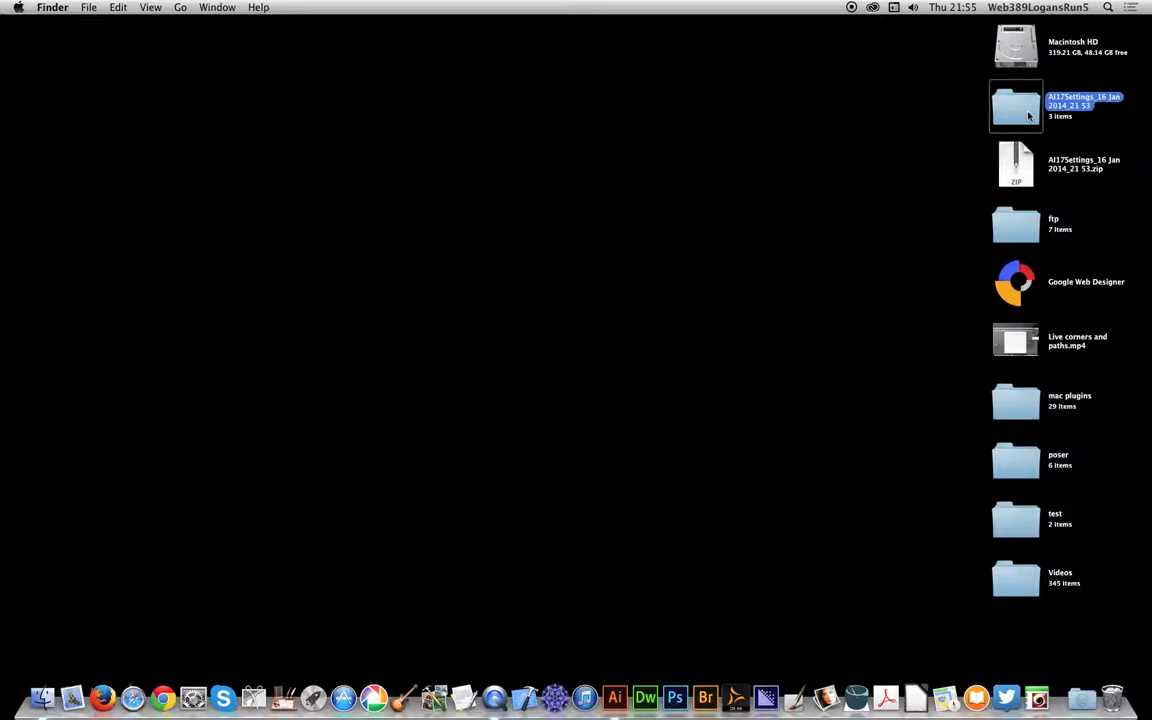 Finder File Edit View Go Window Help Thu 21:55 Web389LogansRun5
Macintosh HD
319.21 GB, 48.14 GB free
AI17Settings_16 Jan
2014_21 53
3 items
AI17Settings_16 Jan
2014_21 53.zip
ZIP
ftp
7 items
Google Web Designer
Live corners and
paths.mp4
mac plugins
29 items
poser
6 items
test
2 items
Videos
345 items
Ai Dw Ps Br